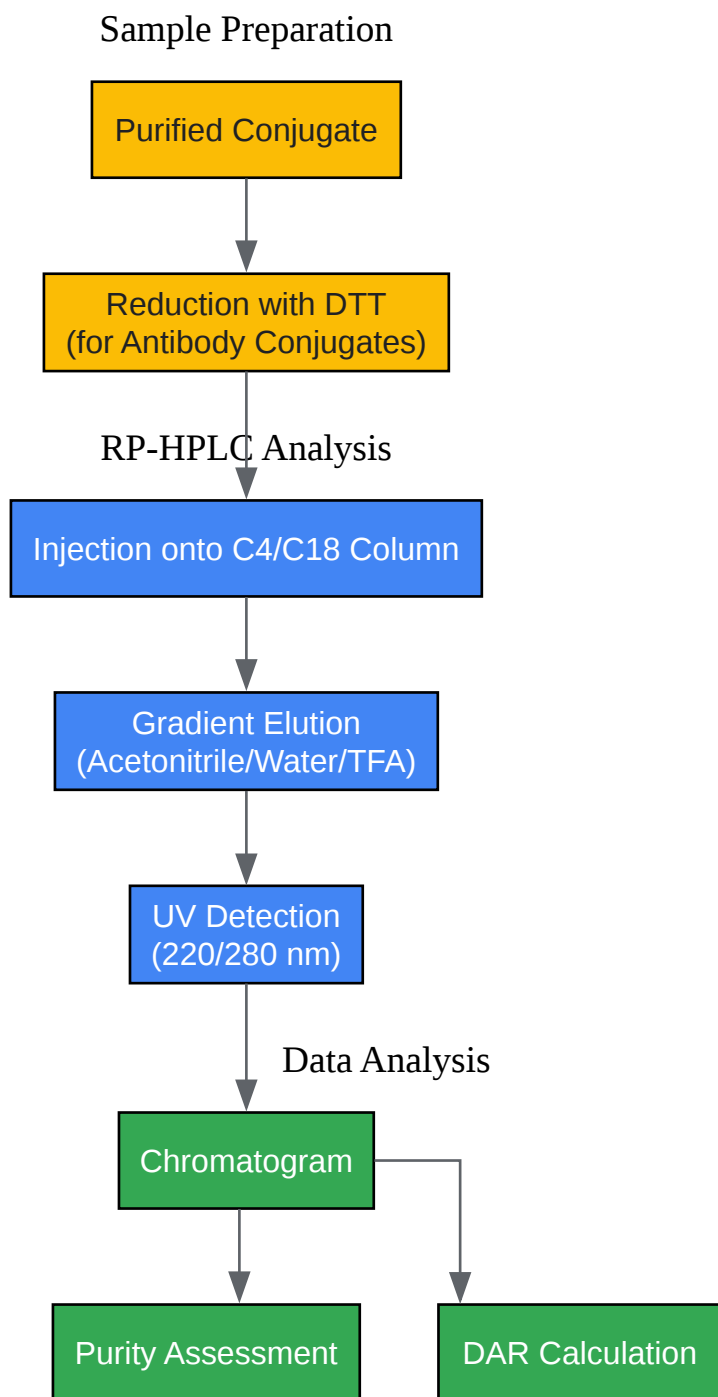 Sample Preparation
Purified Conjugate
Reduction with DTT
(for Antibody Conjugates)
RP-HPLC Analysis
Injection onto C4/C18 Column
Gradient Elution
(Acetonitrile/Water/TFA)
UV Detection
(220/280 nm)
Data Analysis
Chromatogram
Purity Assessment
DAR Calculation